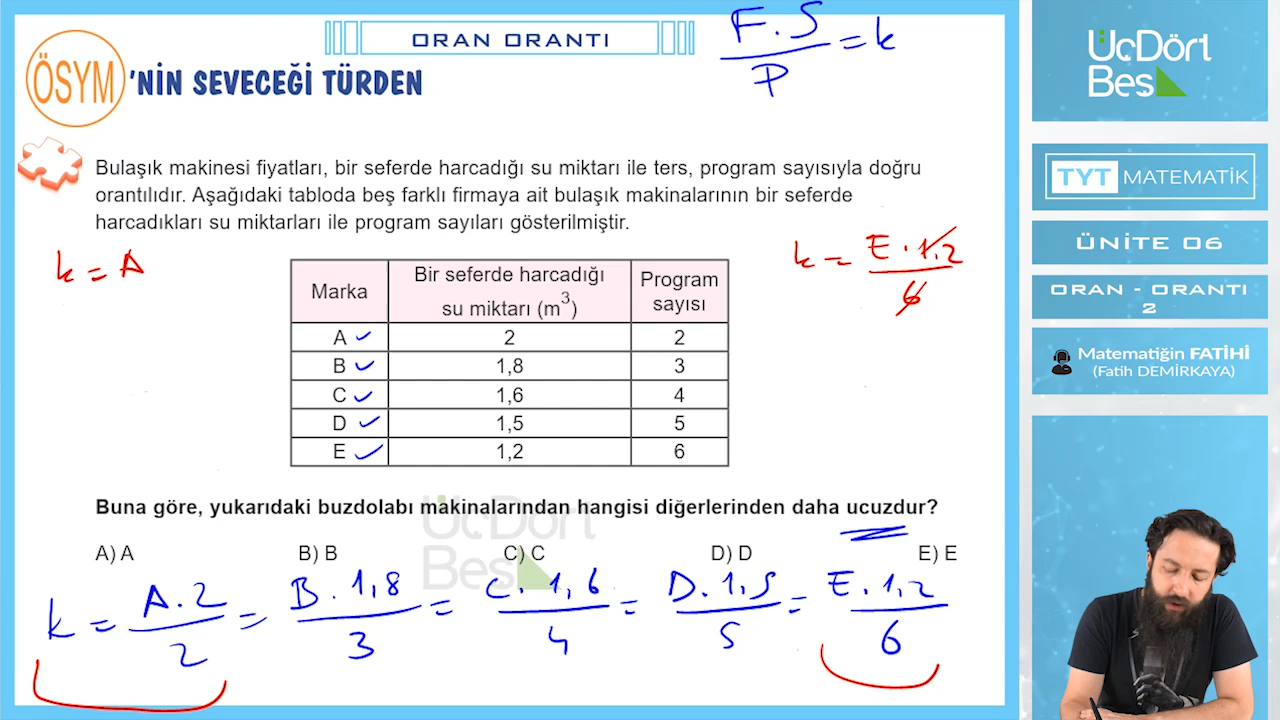 ORAN ORANTI
F.S/P = k
ÖSYM'NİN SEVECEĞİ TÜRDEN
Bulaşık makinesi fiyatları, bir seferde harcadığı su miktarı ile ters, program sayısıyla doğru
orantılıdır. Aşağıdaki tabloda beş farklı firmaya ait bulaşık makinalarının bir seferde
harcadıkları su miktarları ile program sayıları gösterilmiştir.
k = A
k = E.1,2/6
Marka Bir seferde harcadığı su miktarı (m³) Program sayısı
A 2 2
B 1,8 3
C 1,6 4
D 1,5 5
E 1,2 6
Buna göre, yukarıdaki buzdolabı makinalarından hangisi diğerlerinden daha ucuzdur?
A) A B) B C) C D) D E) E
k = A.2/2 = B.1,8/3 = C.1,6/4 = D.1,5/5 = E.1,2/6
ÜçDört
Beş
ÜçDört
Beş
TYT MATEMATİK
ÜNİTE 06
ORAN - ORANTI
2
Matematiğin FATİHİ
(Fatih DEMİRKAYA)